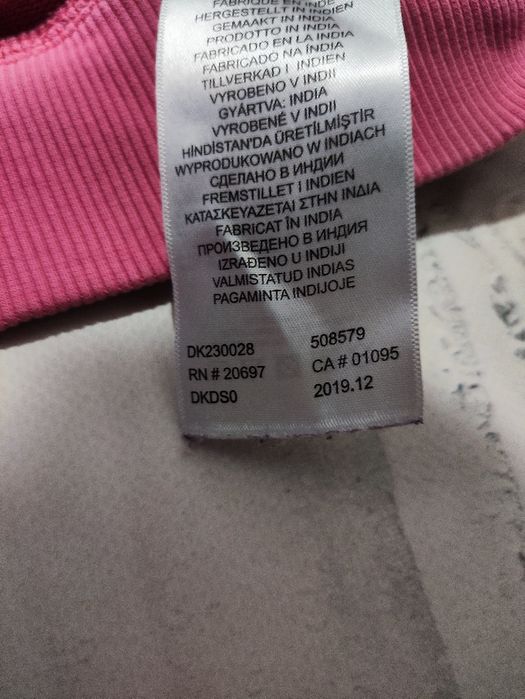 FABRIQUÉ EN INDE
HERGESTELLT IN INDIEN
GEMAAKT IN INDIA
PRODOTTO IN INDIA
FABRICADO EN LA INDIA
FABRICADO NA ÍNDIA
TILLVERKAD I INDIEN
VYROBENO V INDII
GYÁRTVA: INDIA
VYROBENÉ V INDII
HİNDİSTAN'DA ÜRETİLMİŞTİR
WYPRODUKOWANO W INDIACH
СДЕЛАНО В ИНДИИ
FREMSTILLET I INDIEN
ΚΑΤΑΣΚΕΥΑΖΕΤΑΙ ΣΤΗΝ ΙΝΔΙΑ
FABRICAT ÎN INDIA
ПРОИЗВЕДЕНО В ИНДИЯ
IZRAĐENO U INDIJI
VALMISTATUD INDIAS
PAGAMINTA INDIJOJE
DK230028 508579
RN # 20697 CA # 01095
DKDS0 2019.12